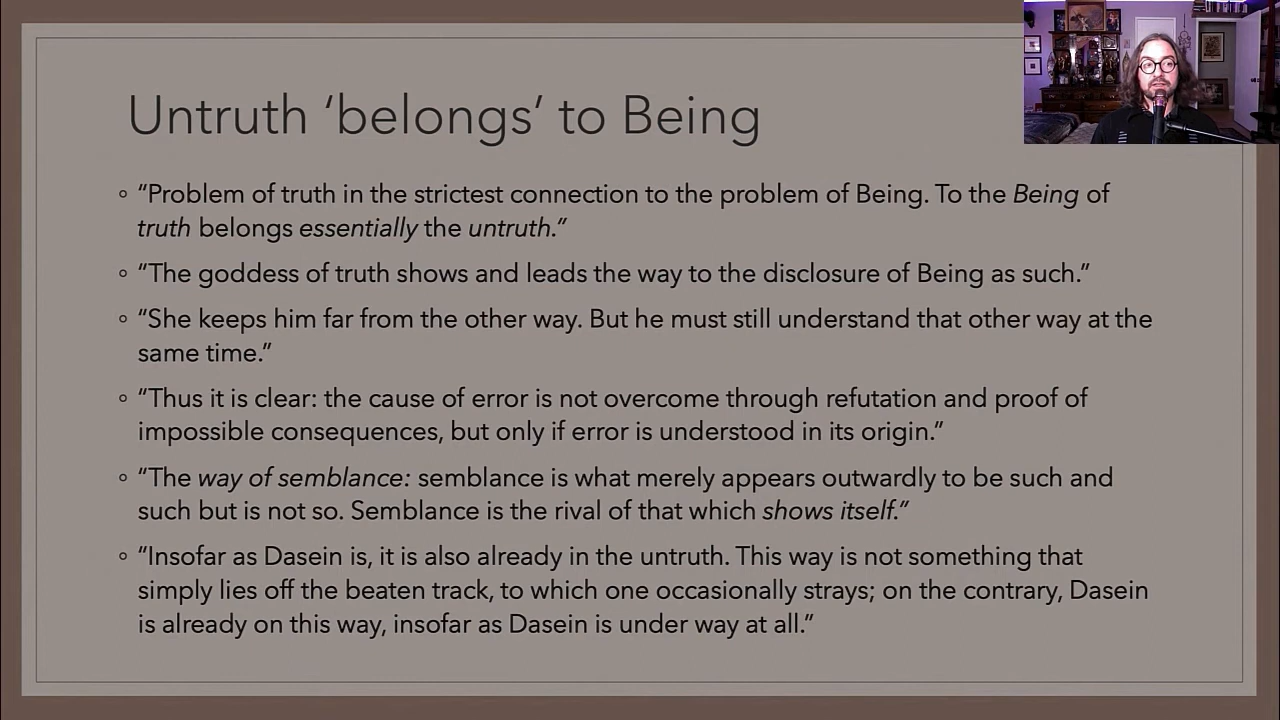 Untruth ‘belongs’ to Being
◦ “Problem of truth in the strictest connection to the problem of Being. To the Being of
truth belongs essentially the untruth.”
◦ “The goddess of truth shows and leads the way to the disclosure of Being as such.”
◦ “She keeps him far from the other way. But he must still understand that other way at the
same time.”
◦ “Thus it is clear: the cause of error is not overcome through refutation and proof of
impossible consequences, but only if error is understood in its origin.”
◦ “The way of semblance: semblance is what merely appears outwardly to be such and
such but is not so. Semblance is the rival of that which shows itself.”
◦ “Insofar as Dasein is, it is also already in the untruth. This way is not something that
simply lies off the beaten track, to which one occasionally strays; on the contrary, Dasein
is already on this way, insofar as Dasein is under way at all.”